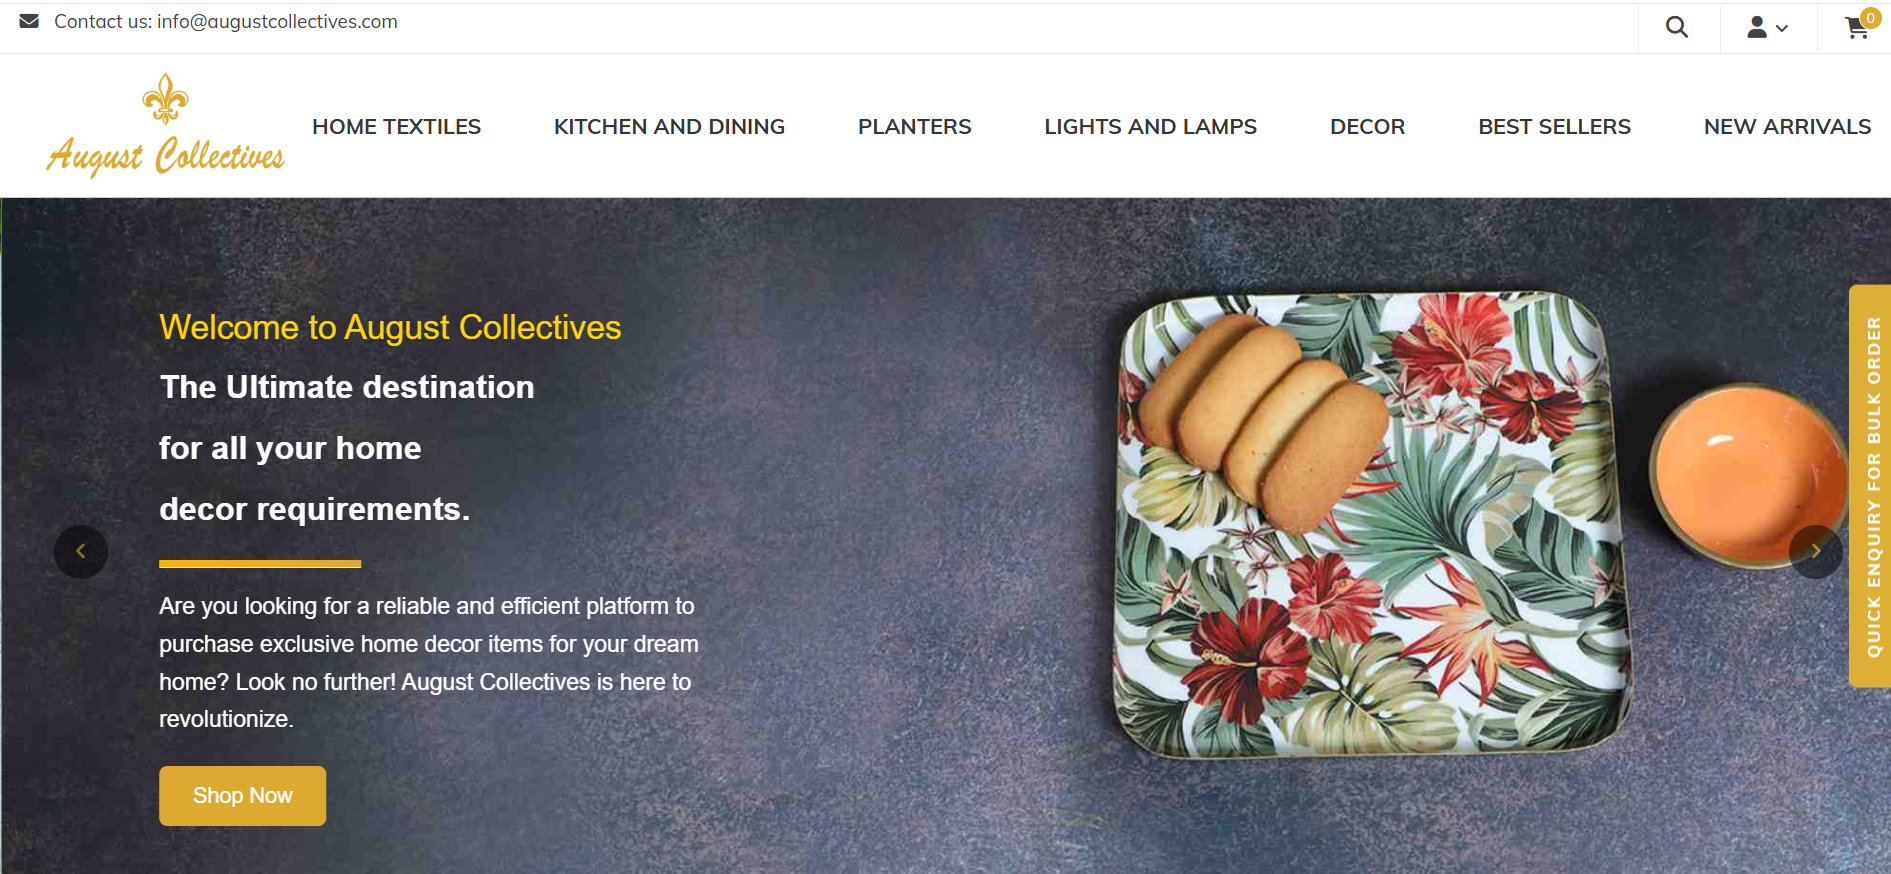 Contact us: info@augustcollectives.com
0
August Collectives
HOME TEXTILES
KITCHEN AND DINING
PLANTERS
LIGHTS AND LAMPS
DECOR
BEST SELLERS
NEW ARRIVALS
Welcome to August Collectives
The Ultimate destination
for all your home
decor requirements.
Are you looking for a reliable and efficient platform to
purchase exclusive home decor items for your dream
home? Look no further! August Collectives is here to
revolutionize.
Shop Now
QUICK ENQUIRY FOR BULK ORDER